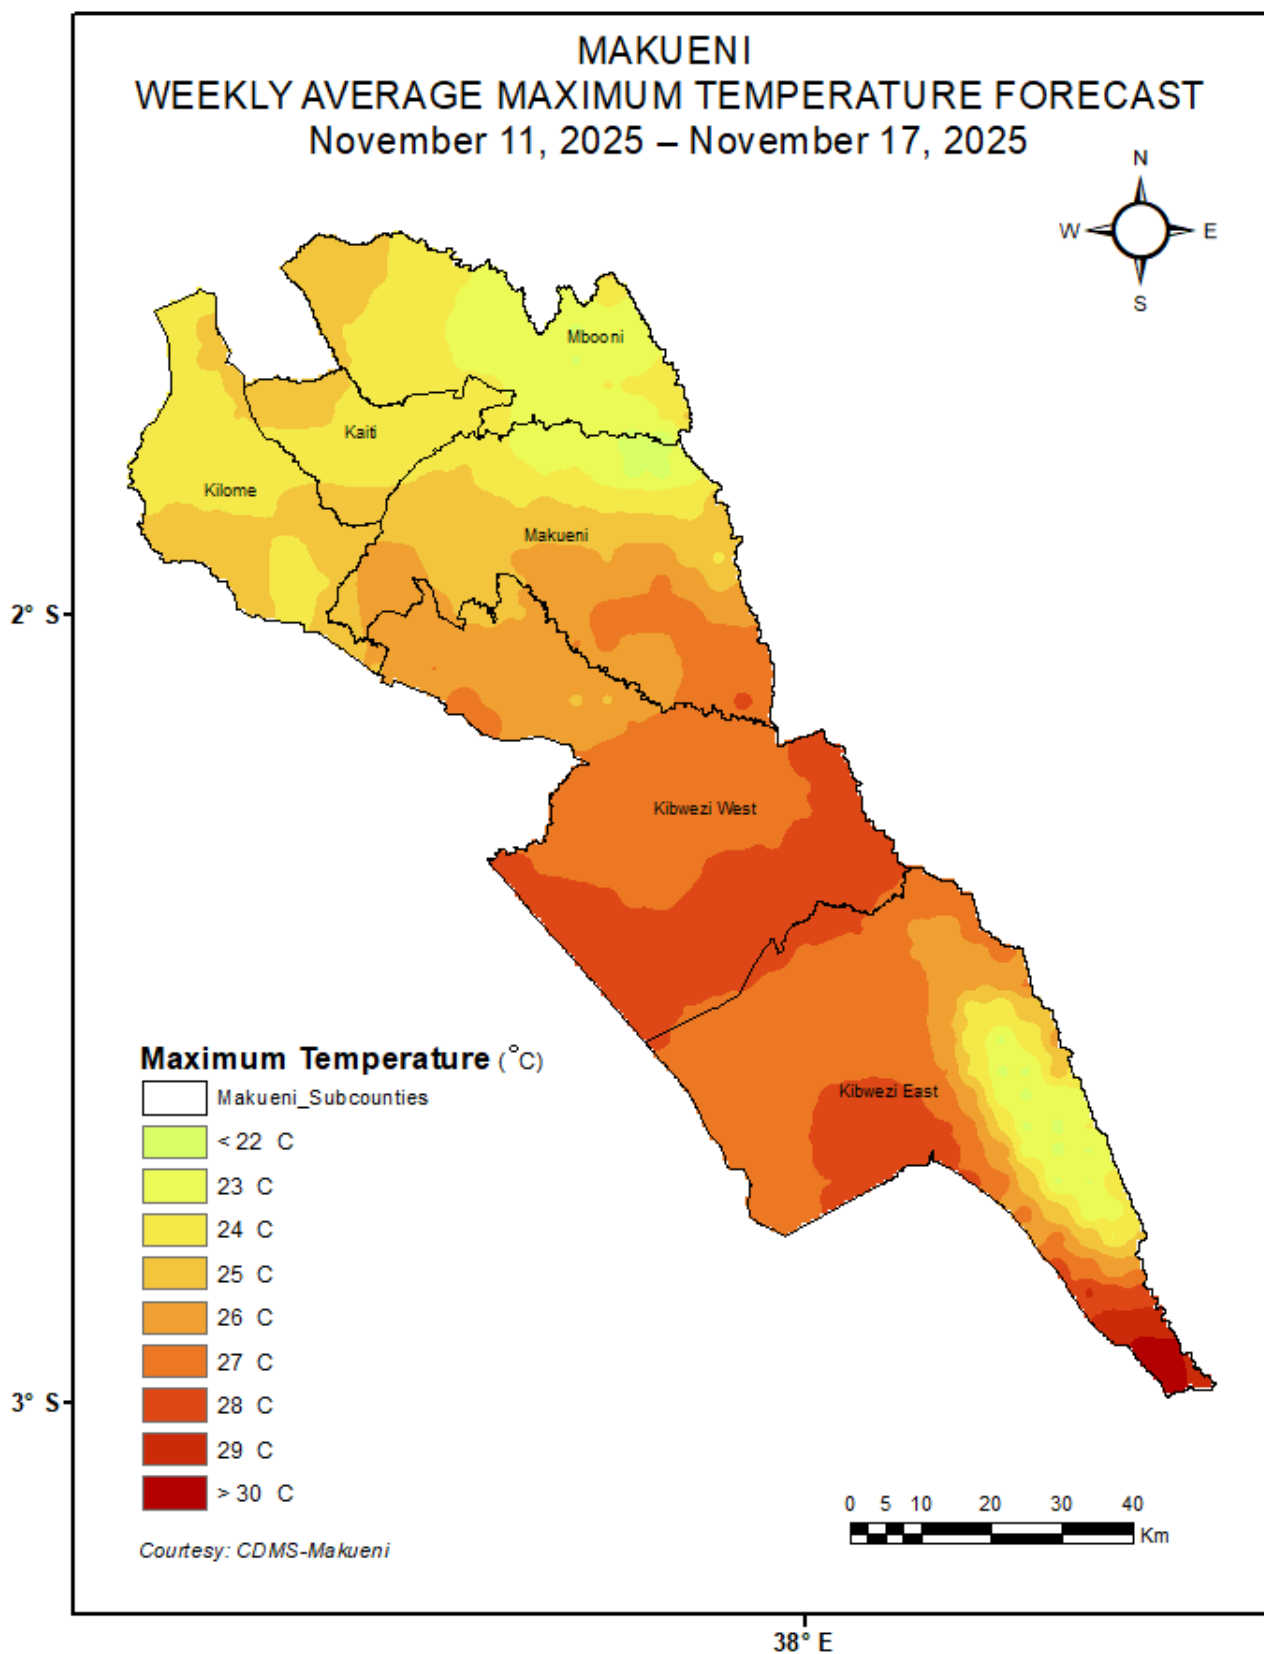 MAKUENI
WEEKLY AVERAGE MAXIMUM TEMPERATURE FORECAST
November 11, 2025 – November 17, 2025
N
W E
S
Mbooni
Kaiti
Kilome
Makueni
2° S
Kibwezi West
Kibwezi East
Maximum Temperature (°C)
Makueni_Subcounties
< 22 C
23 C
24 C
25 C
26 C
27 C
28 C
29 C
> 30 C
3° S
0 5 10 20 30 40
Km
Courtesy: CDMS-Makueni
38° E